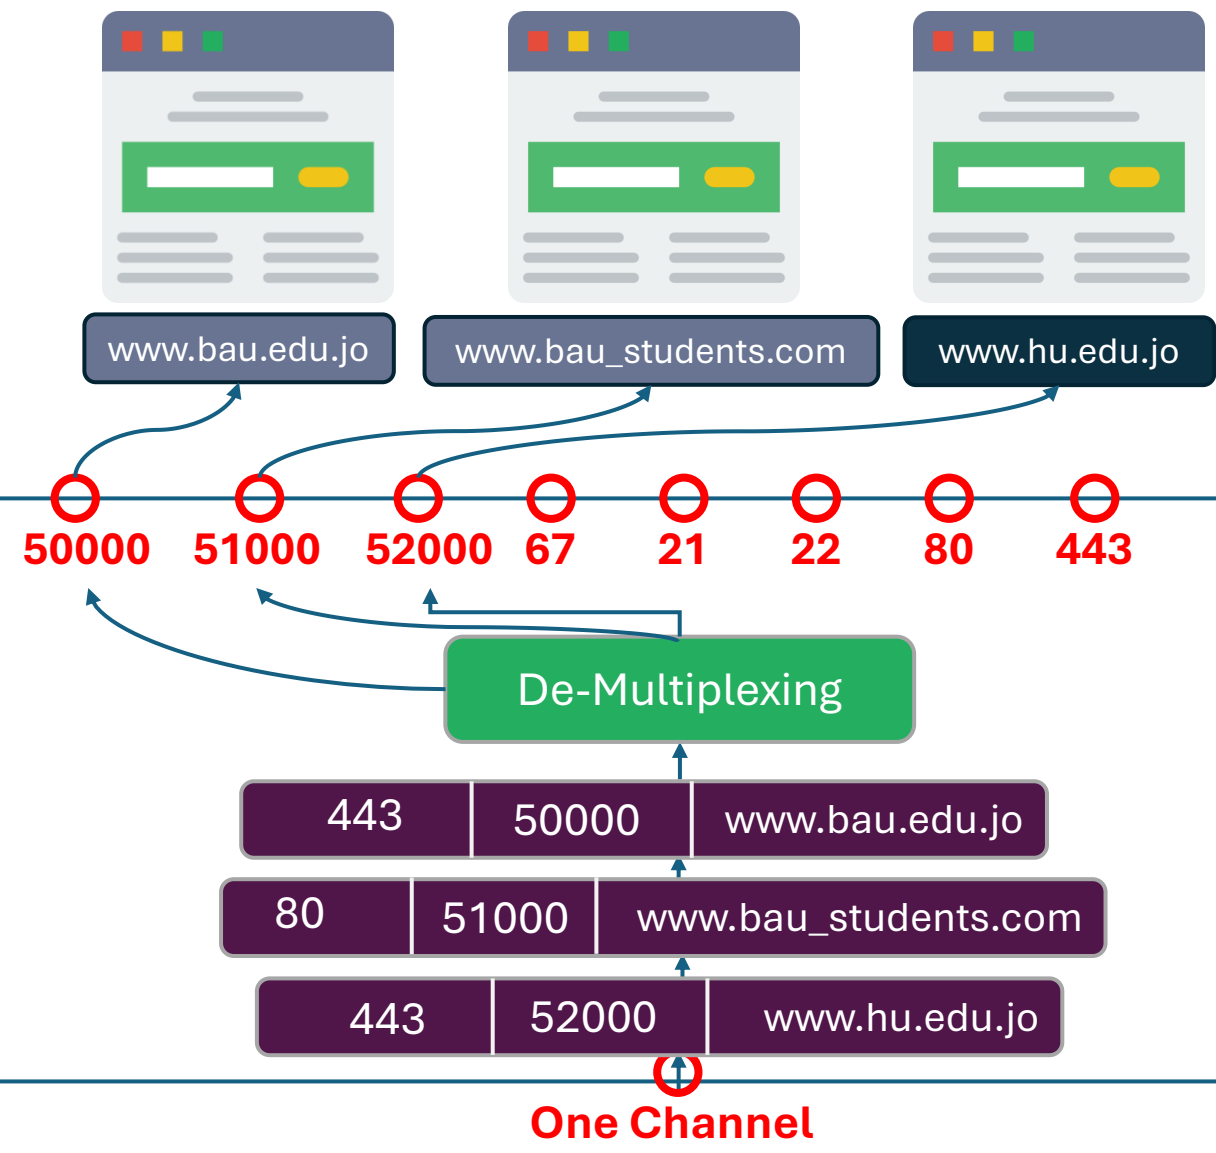 www.bau.edu.jo
www.bau_students.com
www.hu.edu.jo
50000 51000 52000 67 21 22 80 443
De-Multiplexing
443 50000 www.bau.edu.jo
80 51000 www.bau_students.com
443 52000 www.hu.edu.jo
One Channel